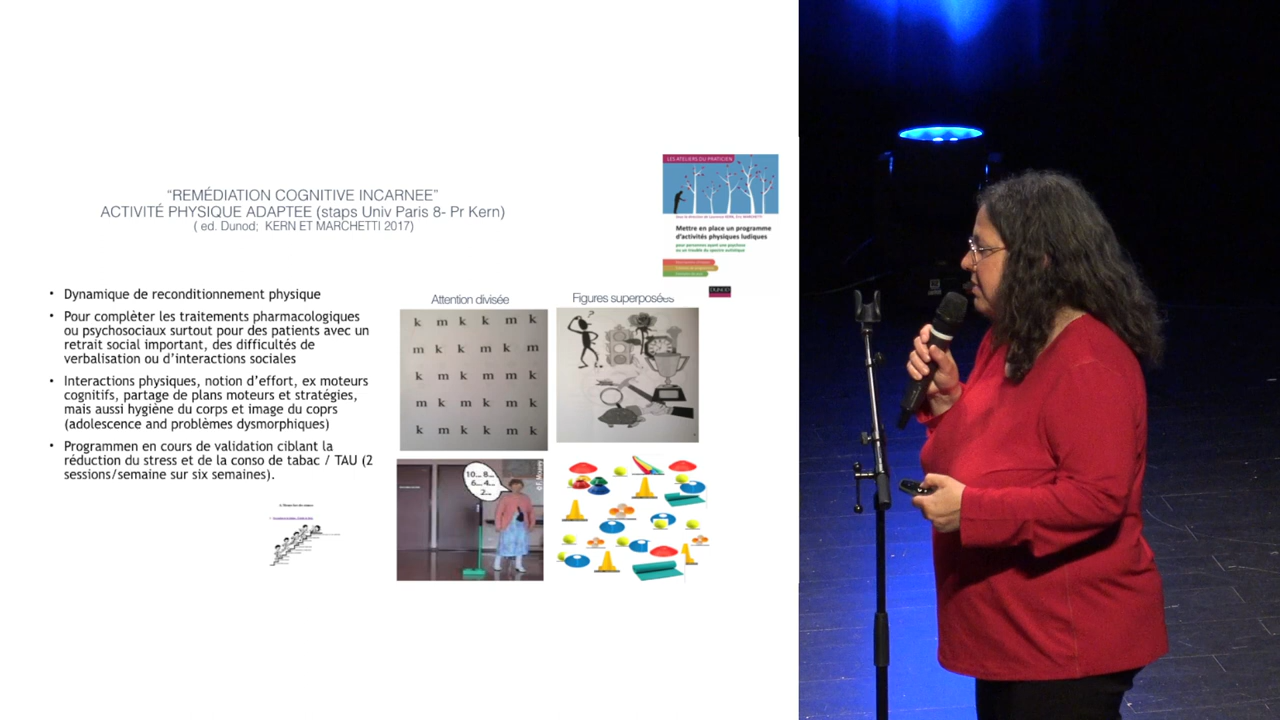 “REMÉDIATION COGNITIVE INCARNEE”
ACTIVITÉ PHYSIQUE ADAPTEE (staps Univ Paris 8- Pr Kern)
( ed. Dunod; KERN ET MARCHETTI 2017)
LES ATELIERS DU PRATICIEN
Mettre en place un programme
d’activités physiques ludiques
pour personnes ayant une psychose
ou un trouble du spectre autistique
DUNOD
• Dynamique de reconditionnement physique
• Pour complèter les traitements pharmacologiques
ou psychosociaux surtout pour des patients avec un
retrait social important, des difficultés de
verbalisation ou d’interactions sociales
• Interactions physiques, notion d’effort, ex moteurs
cognitifs, partage de plans moteurs et stratégies,
mais aussi hygiène du corps et image du coprs
(adolescence and problèmes dysmorphiques)
• Programmen en cours de validation ciblant la
réduction du stress et de la conso de tabac / TAU (2
sessions/semaine sur six semaines).
Attention divisée
k m k k m k
m k m k k m
k k m m k
m k m k k
k m k k m k
Figures superposées
?
10... 8...
6...4...
2...